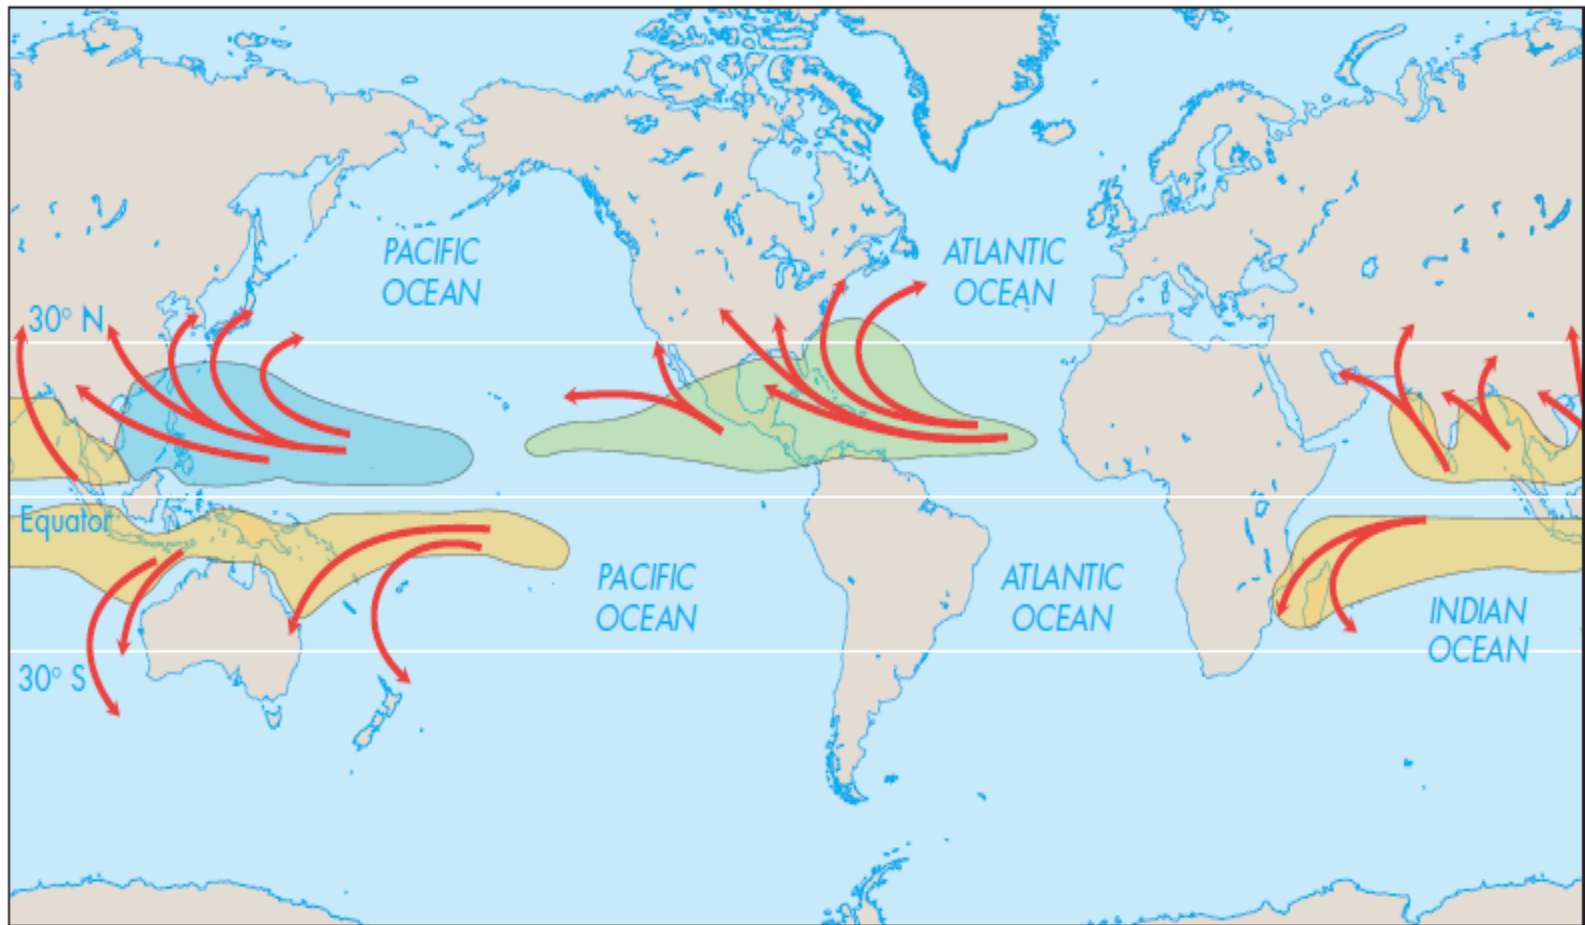 PACIFIC
OCEAN
ATLANTIC
OCEAN
30° N
Equator
PACIFIC
OCEAN
ATLANTIC
OCEAN
INDIAN
OCEAN
30° S